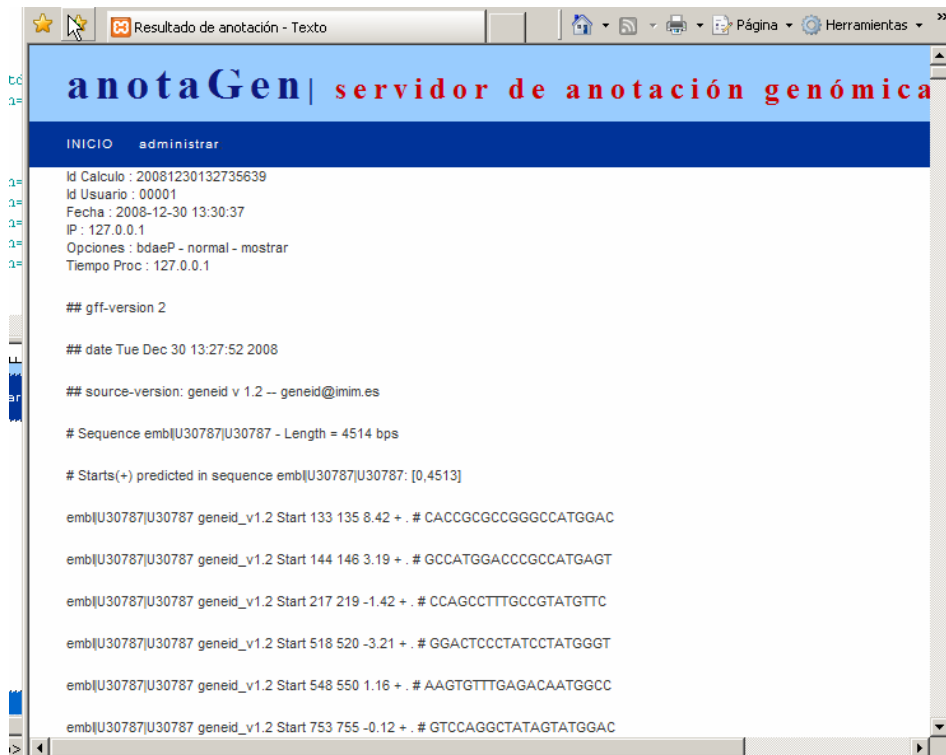 Resultado de anotación - Texto
Página
Herramientas
»
anotaGen| servidor de anotación genómica
INICIO administrar
Id Calculo : 20081230132735639
Id Usuario : 00001
Fecha : 2008-12-30 13:30:37
IP : 127.0.0.1
Opciones : bdaeP - normal - mostrar
Tiempo Proc : 127.0.0.1
## gff-version 2
## date Tue Dec 30 13:27:52 2008
## source-version: geneid v 1.2 -- geneid@imim.es
# Sequence embl|U30787|U30787 - Length = 4514 bps
# Starts(+) predicted in sequence embl|U30787|U30787: [0,4513]
embl|U30787|U30787 geneid_v1.2 Start 133 135 8.42 + . # CACCGCGCCGGGCCATGGAC
embl|U30787|U30787 geneid_v1.2 Start 144 146 3.19 + . # GCCATGGACCCGCCATGAGT
embl|U30787|U30787 geneid_v1.2 Start 217 219 -1.42 + . # CCAGCCTTTGCCGTATGTTC
embl|U30787|U30787 geneid_v1.2 Start 518 520 -3.21 + . # GGACTCCCTATCCTATGGGT
embl|U30787|U30787 geneid_v1.2 Start 548 550 1.16 + . # AAGTGTTTGAGACAATGGCC
embl|U30787|U30787 geneid_v1.2 Start 753 755 -0.12 + . # GTCCAGGCTATAGTATGGAC